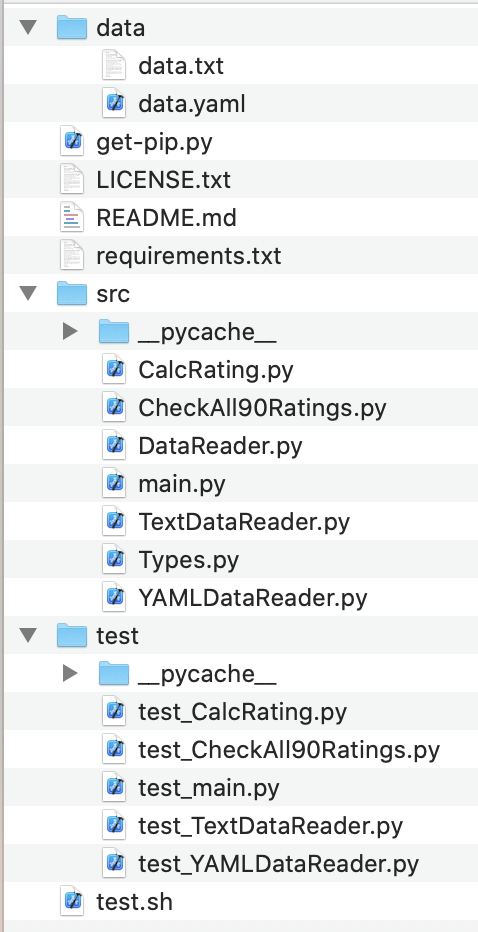 data
data.txt
data.yaml
get-pip.py
LICENSE.txt
README.md
requirements.txt
src
__pycache__
CalcRating.py
CheckAll90Ratings.py
DataReader.py
main.py
TextDataReader.py
Types.py
YAMLDataReader.py
test
__pycache__
test_CalcRating.py
test_CheckAll90Ratings.py
test_main.py
test_TextDataReader.py
test_YAMLDataReader.py
test.sh